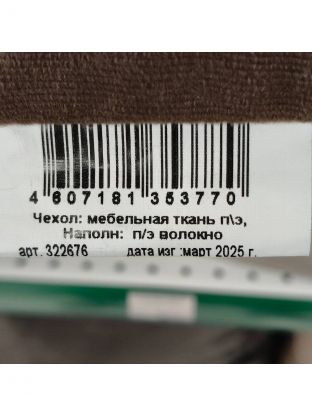 4 607181 353770
Чехол: мебельная ткань п\э,
Наполн: п/э волокно
арт. 322676 дата изг :март 2025 г.